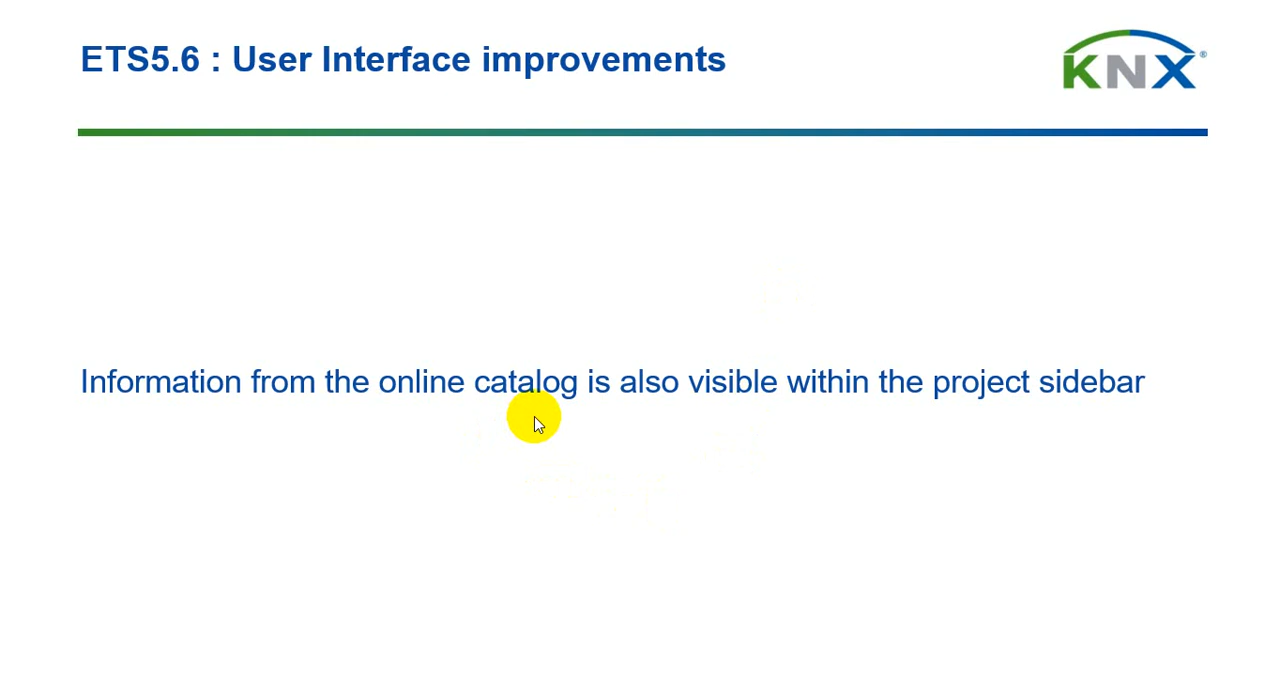 ETS5.6 : User Interface improvements
KNX®
Information from the online catalog is also visible within the project sidebar